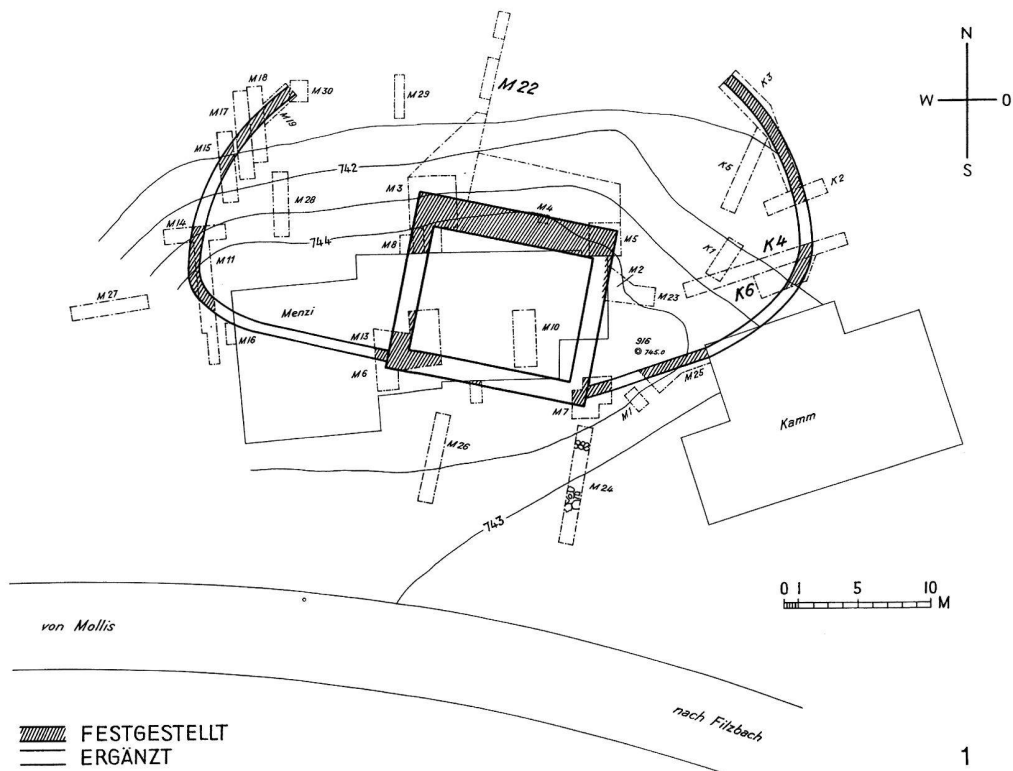 N
W O
S
M18
M17
M30
M19
M15
M29
M22
K3
K5
K2
742
M3
M28
M4
M14
M8
744
M5
K1
K4
M11
M2
K6
M27
M23
Menzi
M13
M10
916
745.0
M16
M6
M25
M7
M1
Kamm
M26
M24
743
0 1 5 10 M
von Mollis
nach Filzbach
FESTGESTELLT
ERGÄNZT
1